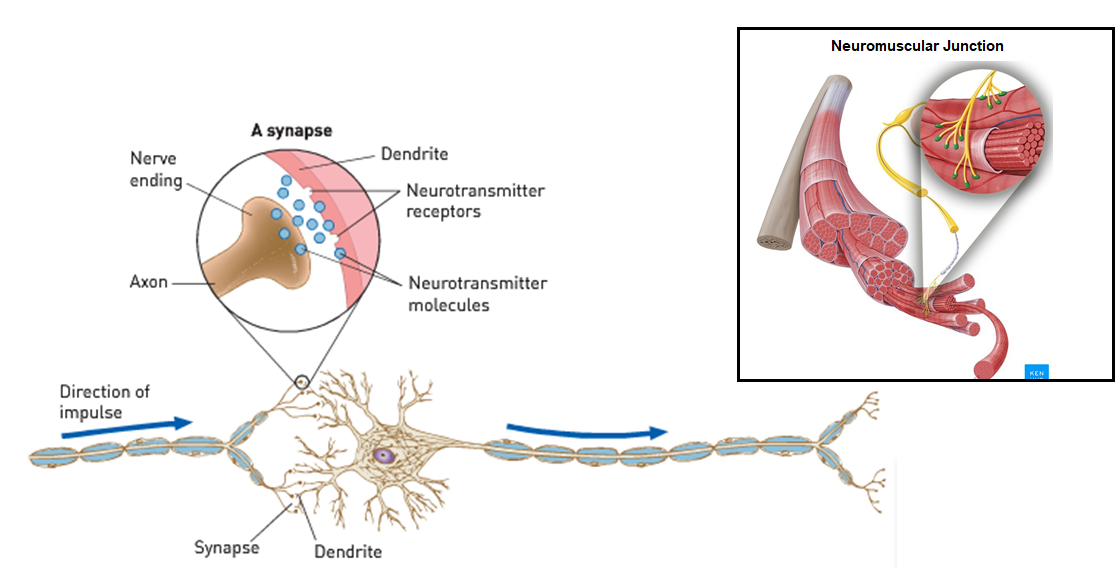 Neuromuscular Junction
A synapse
Nerve
ending
Dendrite
Neurotransmitter
receptors
Axon
Neurotransmitter
molecules
KEN
Direction of
impulse
Synapse
Dendrite